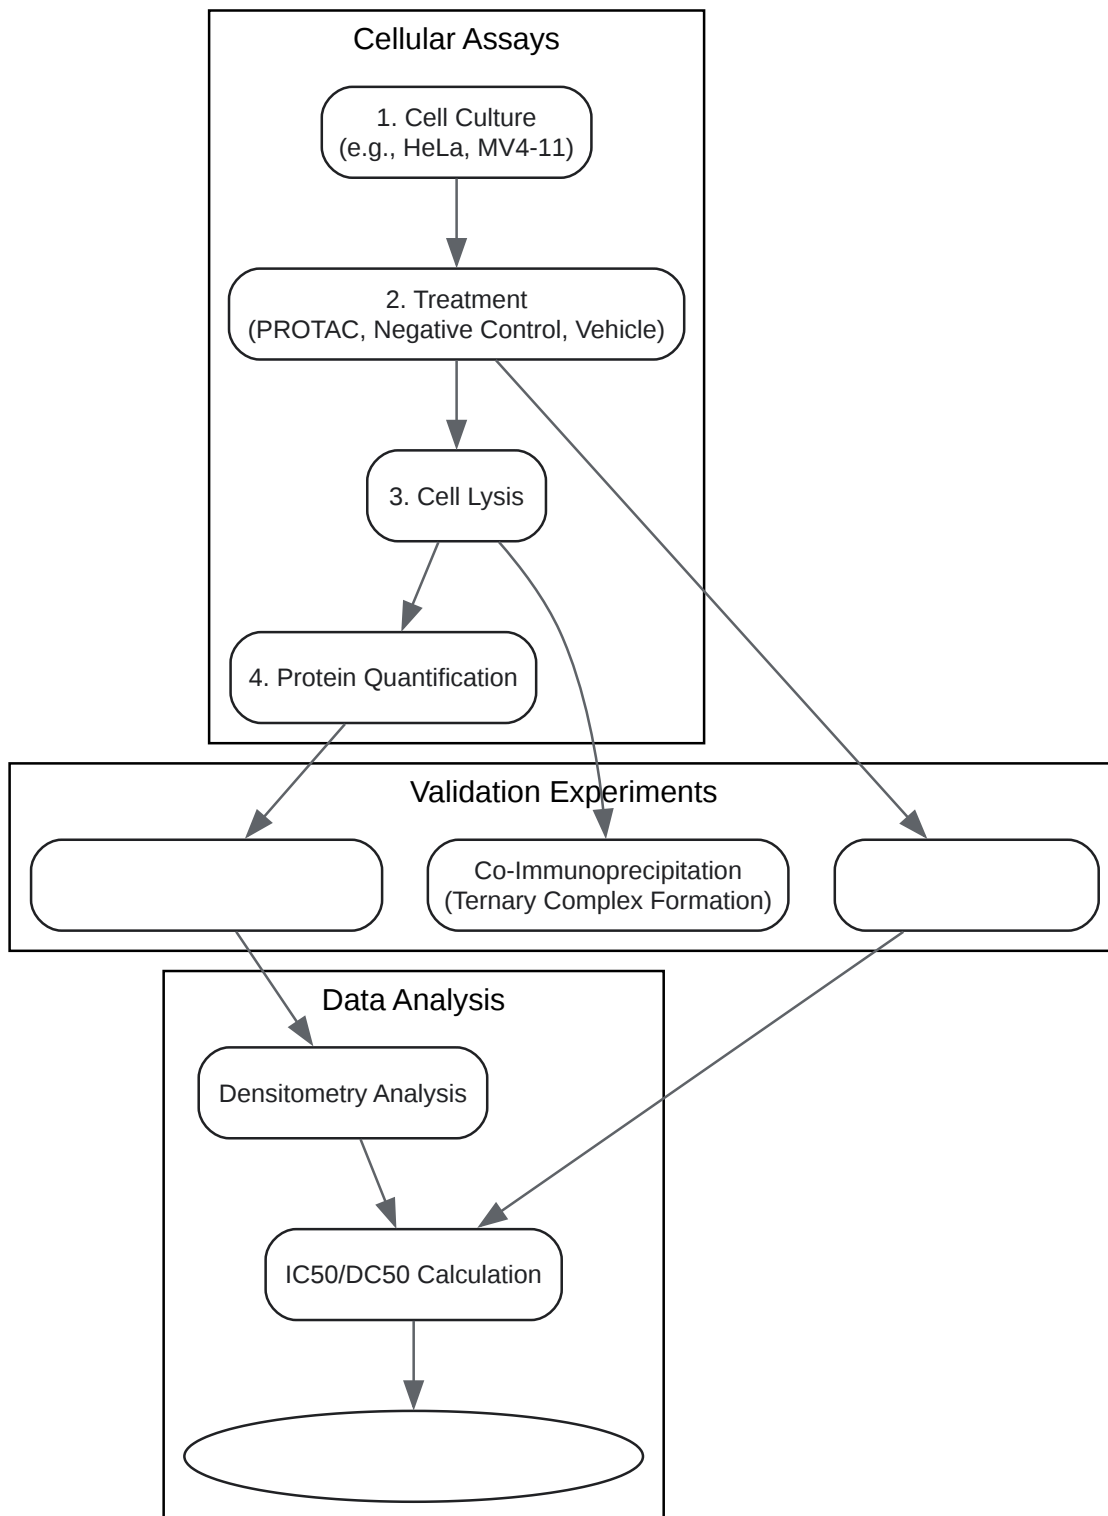 Cellular Assays
1. Cell Culture
(e.g., HeLa, MV4-11)
2. Treatment
(PROTAC, Negative Control, Vehicle)
3. Cell Lysis
4. Protein Quantification
Validation Experiments
Co-Immunoprecipitation
(Ternary Complex Formation)
Data Analysis
Densitometry Analysis
IC50/DC50 Calculation